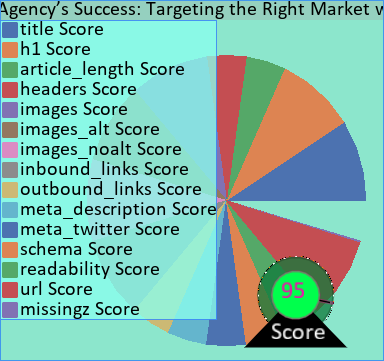 Agency's Success: Targeting the Right Market w
title Score
h1 Score
article_length Score
headers Score
images Score
images_alt Score
images_noalt Score
inbound_links Score
outbound_links Score
meta_description Score
meta_twitter Score
schema Score
readability Score
url Score
missingz Score
95
Score